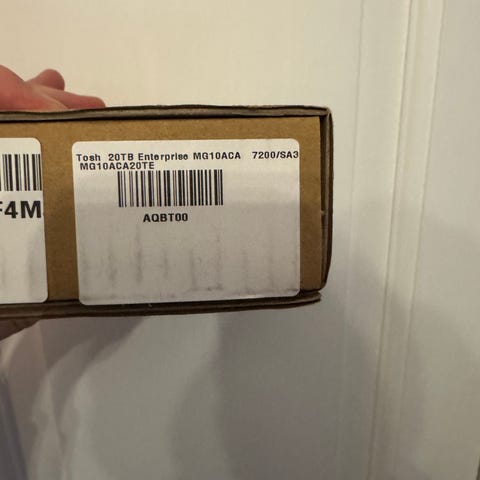 Tosh 20TB Enterprise MG10ACA 7200/SA3
MG10ACA20TE
F4M
AQBT00